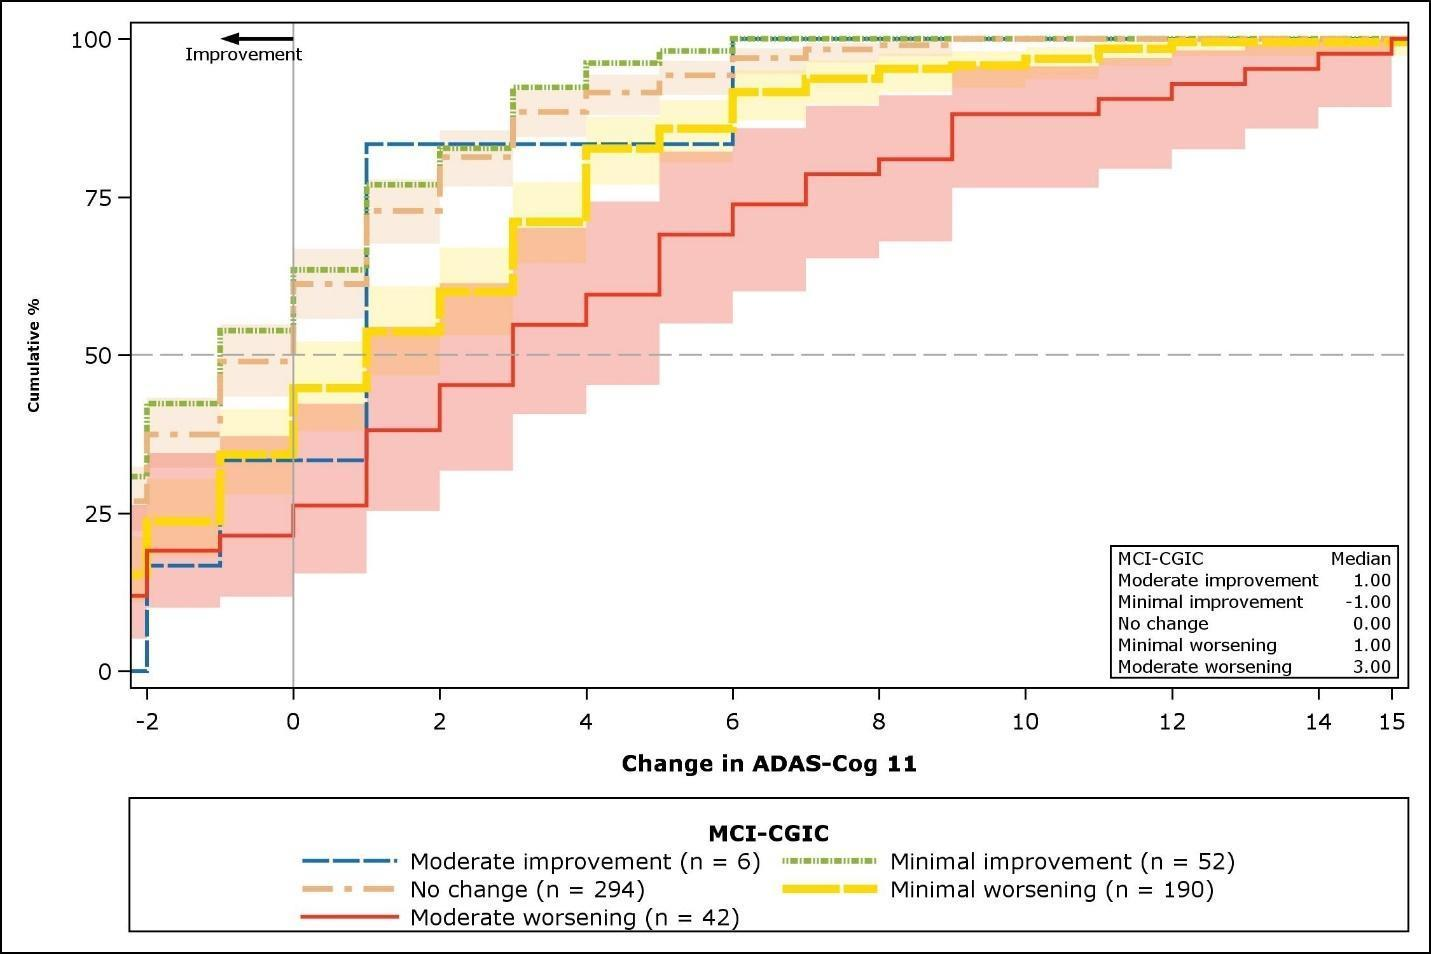 Improvement
100
75
50
25
0
Cumulative %
MCI-CGIC Median
Moderate improvement 1.00
Minimal improvement -1.00
No change 0.00
Minimal worsening 1.00
Moderate worsening 3.00
-2 0 2 4 6 8 10 12 14 15
Change in ADAS-Cog 11
MCI-CGIC
Moderate improvement (n = 6) Minimal improvement (n = 52)
No change (n = 294) Minimal worsening (n = 190)
Moderate worsening (n = 42)